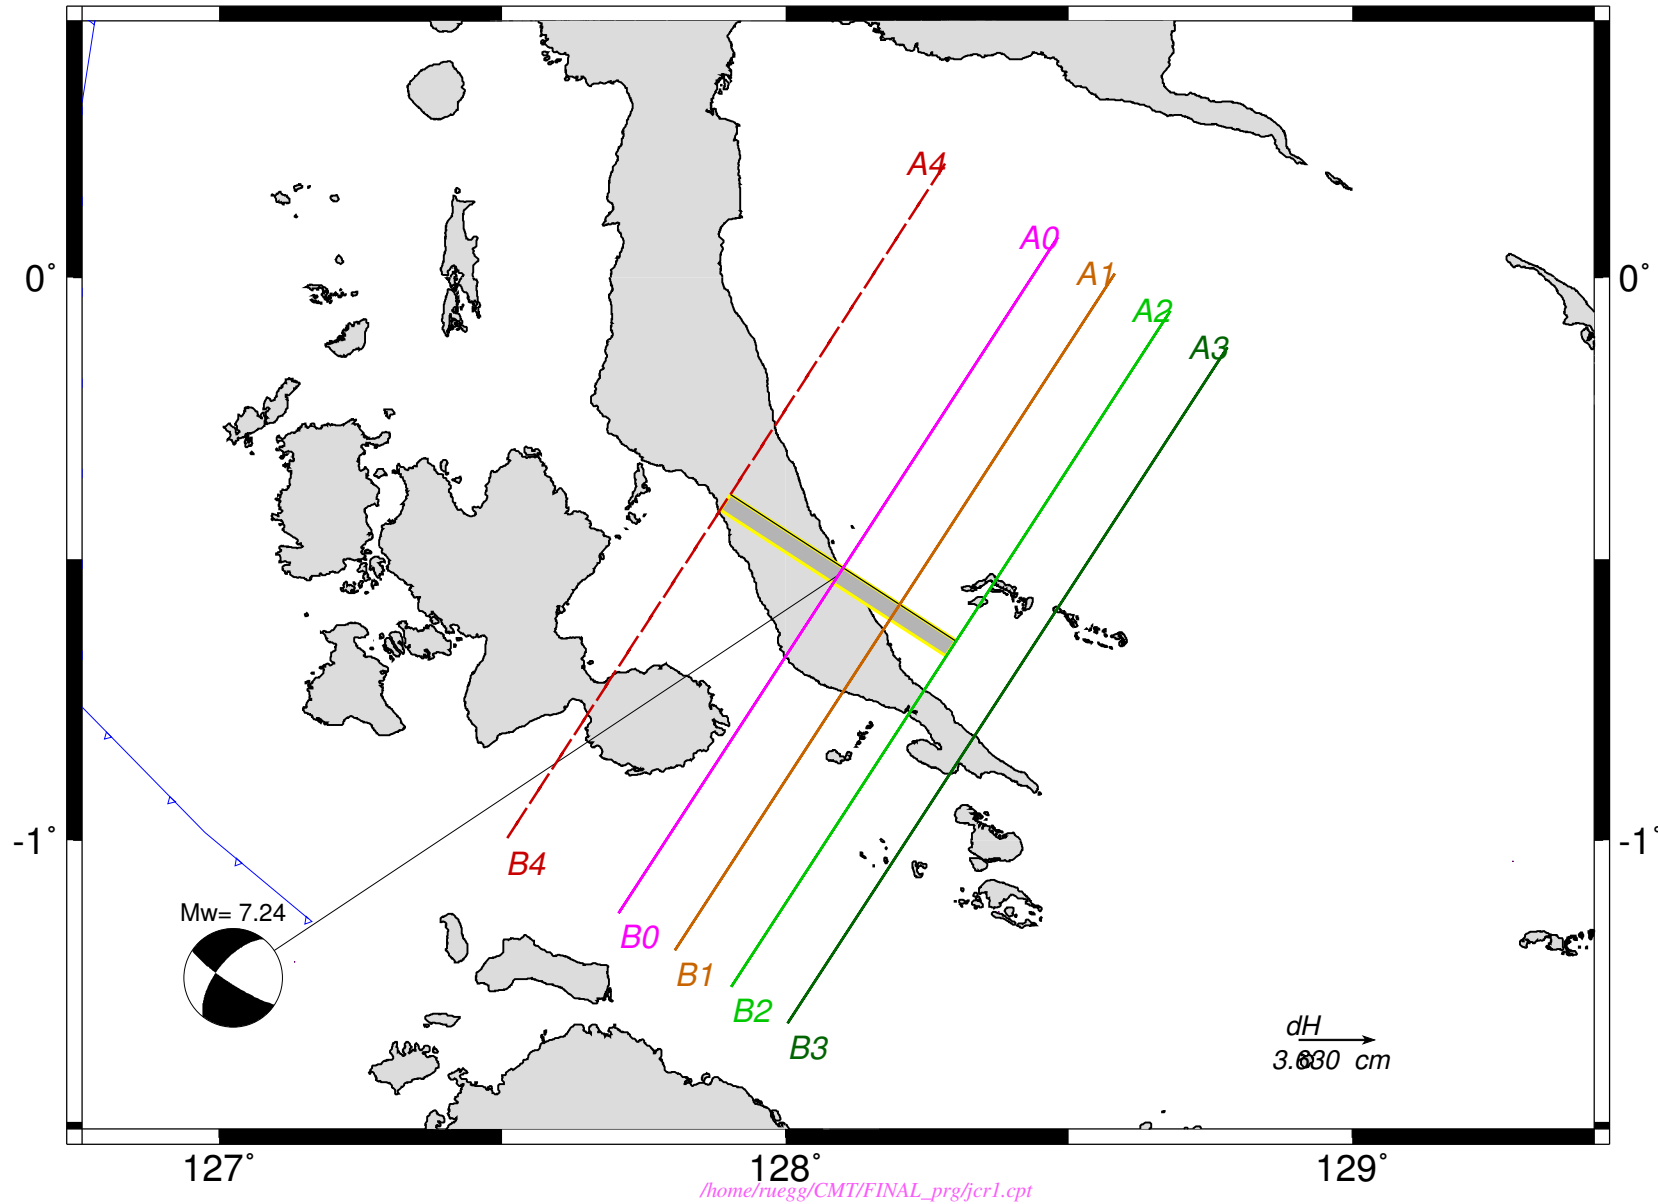 A4
A0
A1
A2
A3
0°
0°
-1°
-1°
B4
Mw= 7.24
B0
B1
B2
B3
dH
cm
127°
128°
129°
/home/ruegg/CMT/FINAL_prg/jcr1.cpt